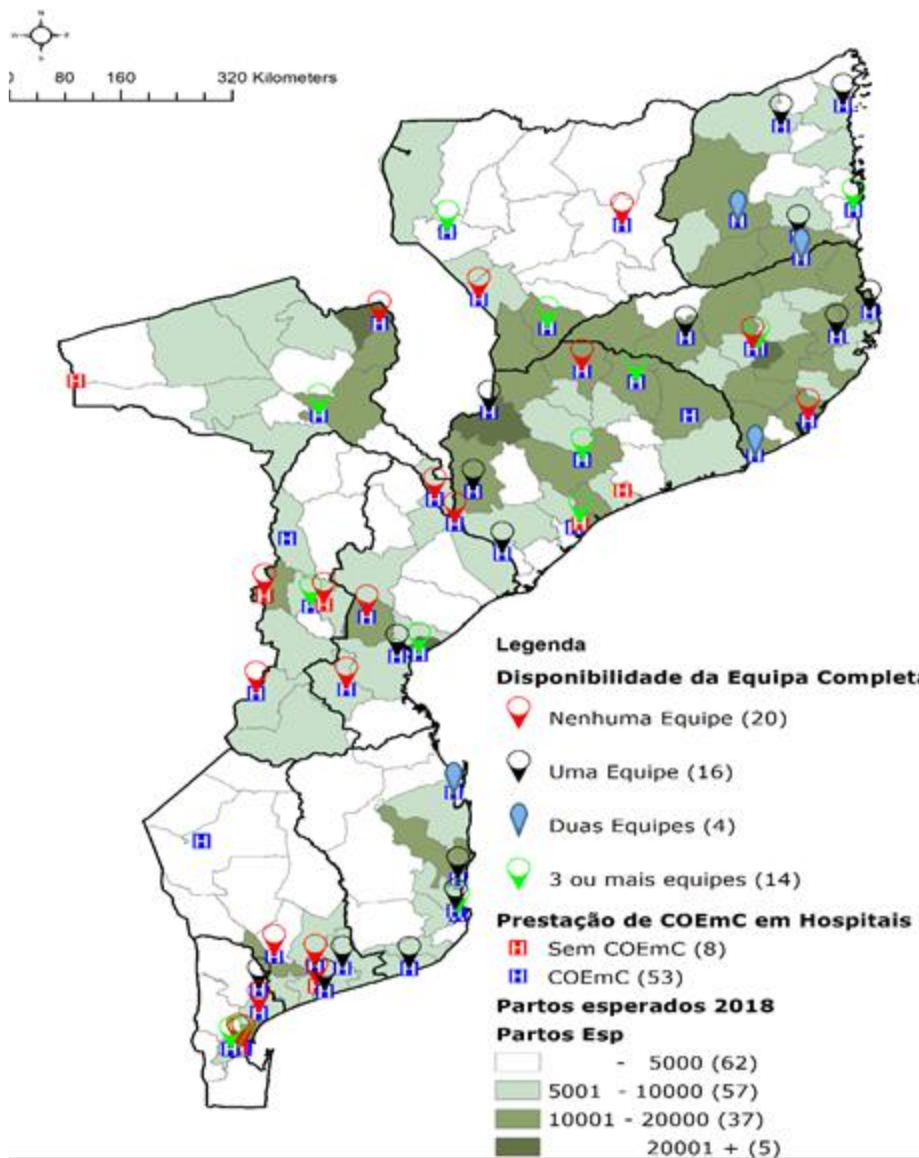 N
W
S
80 160 320 Kilometers
Legenda
Disponibilidade da Equipa Completa
Nenhuma Equipe (20)
Uma Equipe (16)
Duas Equipes (4)
3 ou mais equipes (14)
Prestação de COEmC em Hospitais
H Sem COEmC (8)
H COEmC (53)
Partos esperados 2018
Partos Esp
- 5000 (62)
5001 - 10000 (57)
10001 - 20000 (37)
20001 + (5)